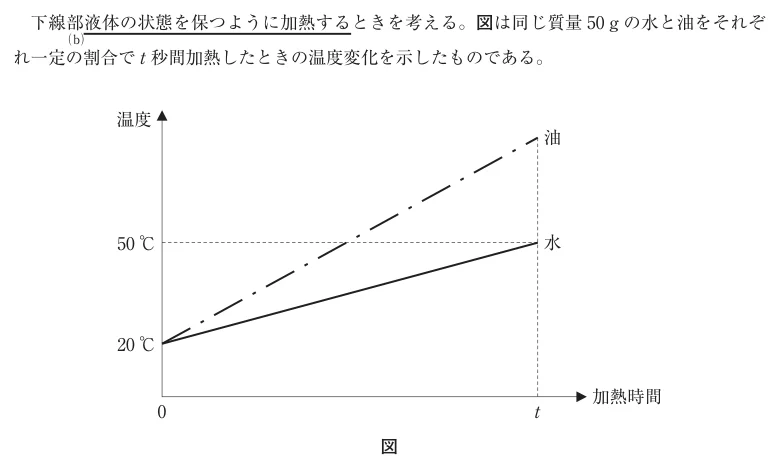 下線部液体の状態を保つように加熱するときを考える。図は同じ質量 50 g の水と油をそれぞ
(b)
れ一定の割合で t 秒間加熱したときの温度変化を示したものである。
温度
油
50 ℃
水
20 ℃
加熱時間
0
t
図